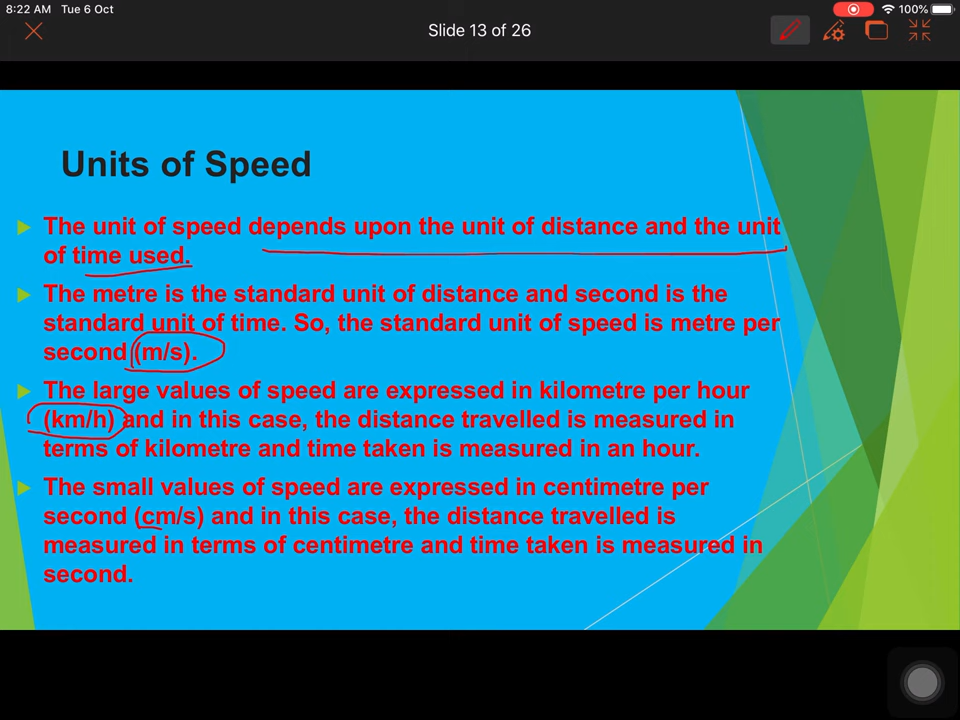 8:22 AM Tue 6 Oct
100%
Slide 13 of 26
Units of Speed
The unit of speed depends upon the unit of distance and the unit
of time used.
The metre is the standard unit of distance and second is the
standard unit of time. So, the standard unit of speed is metre per
second (m/s).
The large values of speed are expressed in kilometre per hour
(km/h) and in this case, the distance travelled is measured in
terms of kilometre and time taken is measured in an hour.
The small values of speed are expressed in centimetre per
second (cm/s) and in this case, the distance travelled is
measured in terms of centimetre and time taken is measured in
second.